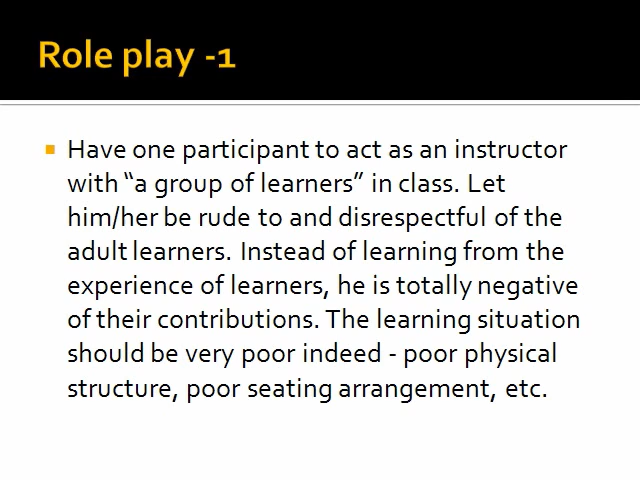 Role play -1
Have one participant to act as an instructor
with “a group of learners” in class. Let
him/her be rude to and disrespectful of the
adult learners. Instead of learning from the
experience of learners, he is totally negative
of their contributions. The learning situation
should be very poor indeed - poor physical
structure, poor seating arrangement, etc.